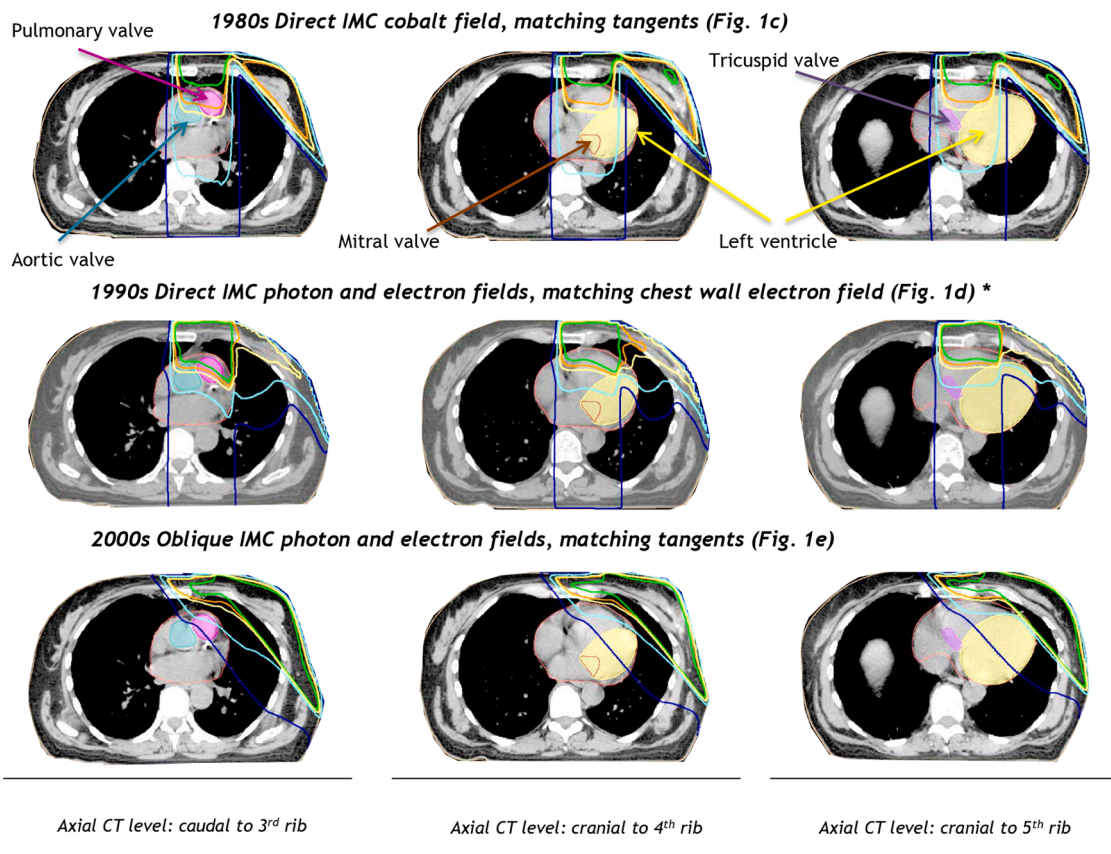 1980s Direct IMC cobalt field, matching tangents (Fig. 1c)
Pulmonary valve
Tricuspid valve
Mitral valve
Left ventricle
Aortic valve
1990s Direct IMC photon and electron fields, matching chest wall electron field (Fig. 1d) *
2000s Oblique IMC photon and electron fields, matching tangents (Fig. 1e)
Axial CT level: caudal to 3rd rib
Axial CT level: cranial to 4th rib
Axial CT level: cranial to 5th rib